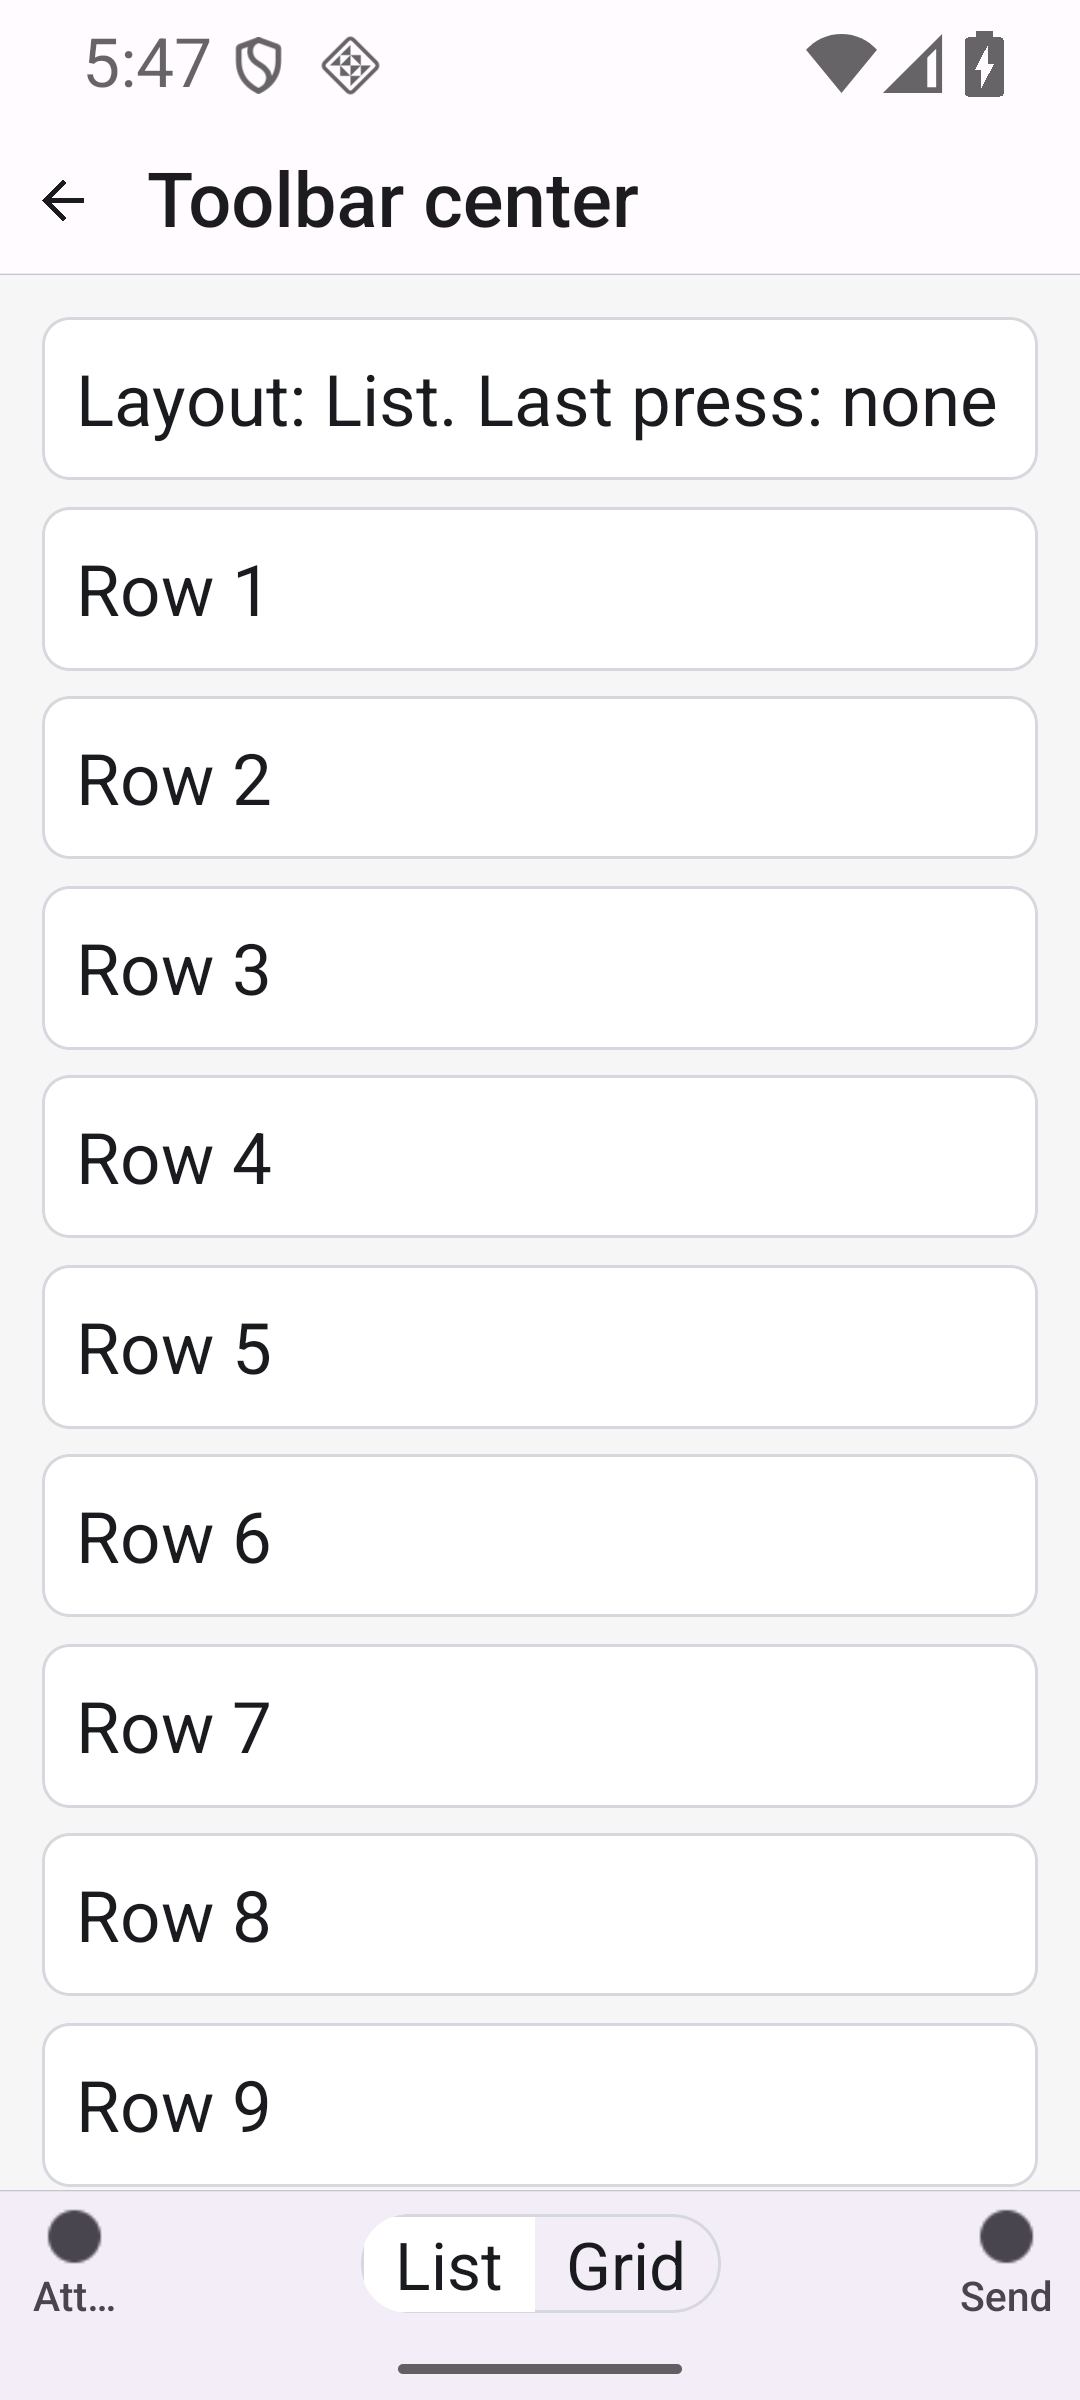 5:47
Toolbar center
Layout: List. Last press: none
Row 1
Row 2
Row 3
Row 4
Row 5
Row 6
Row 7
Row 8
Row 9
Att...
List
Grid
Send